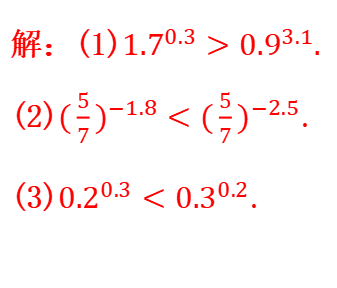 解：(1)1.7^0.3 > 0.9^3.1.
(2)(5/7)^−1.8 < (5/7)^−2.5.
(3)0.2^0.3 < 0.3^0.2.